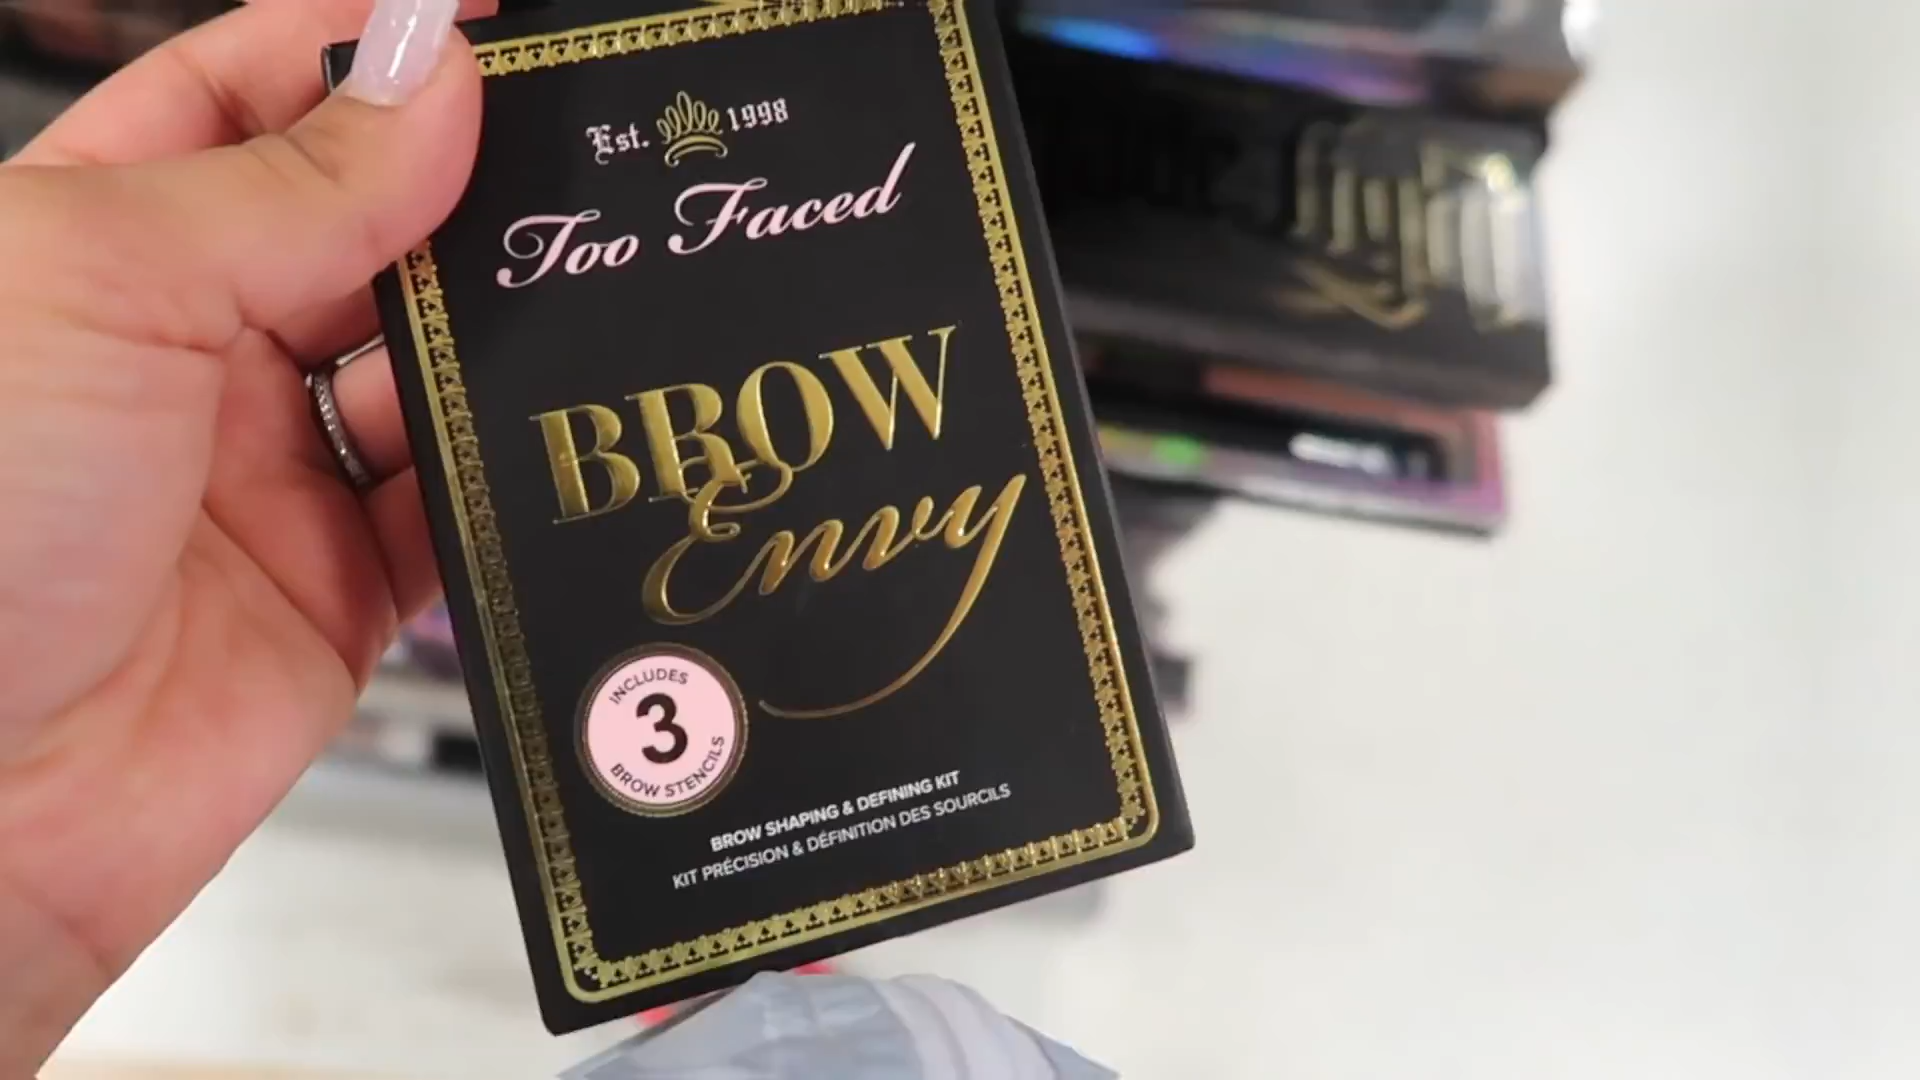 Est. 1998
Too Faced
BROW
Envy
INCLUDES
3
BROW STENCILS
BROW SHAPING & DEFINING KIT
KIT PRÉCISION & DÉFINITION DES SOURCILS